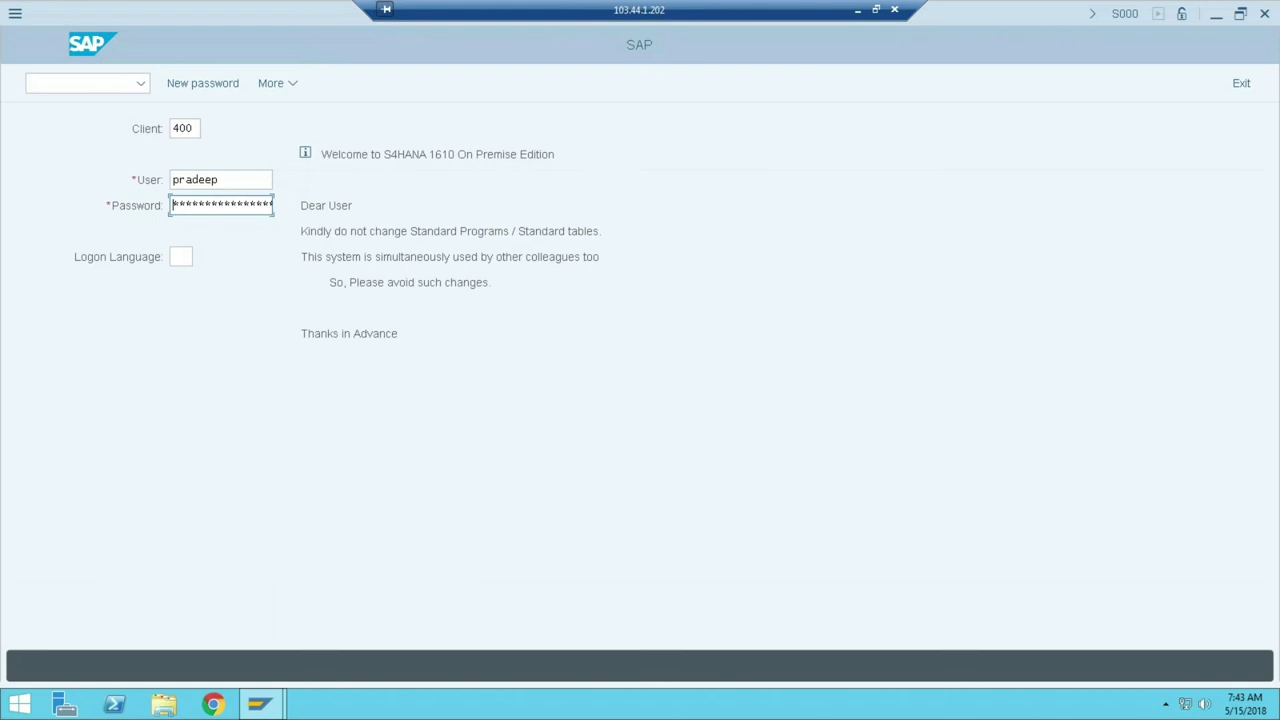 103.44.1.202
S000
SAP
SAP
New password
More
Exit
Client: 400
Welcome to S4HANA 1610 On Premise Edition
*User: pradeep
*Password: ****************
Dear User
Kindly do not change Standard Programs / Standard tables.
Logon Language:
This system is simultaneously used by other colleagues too
So, Please avoid such changes.
Thanks in Advance
7:43 AM
5/15/2018